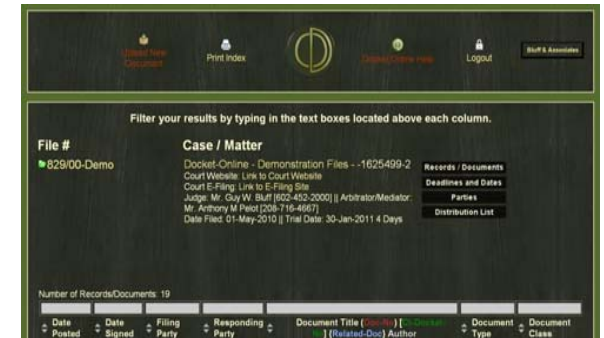 Upload New
Document
Print Index
Docket-Online Help
Logout
Bluff & Associates
Filter your results by typing in the text boxes located above each column.
File #
Case / Matter
829/00-Demo
Docket-Online - Demonstration Files - -1625499-2
Court Website: Link to
Court Website
Court E-Filing: Link to E-Filing Site
Judge: Mr. Guy W. Bluff [602-452-2000] || Arbitrator/Mediator:
Mr. Anthony M Pelot [208-716-4667]
Date Filed: 01-May-2010 || Trial Date: 30-Jan-2011 4 Days
Records / Documents
Deadlines and Dates
Parties
Distribution List
Number of Records/Documents: 19
Date
Posted
Date
Signed
Filing
Party
Responding
Party
Document Title (Doc-No) [Ct-Docket-
No] (Related-Doc) Author
Document
Type
Document
Class